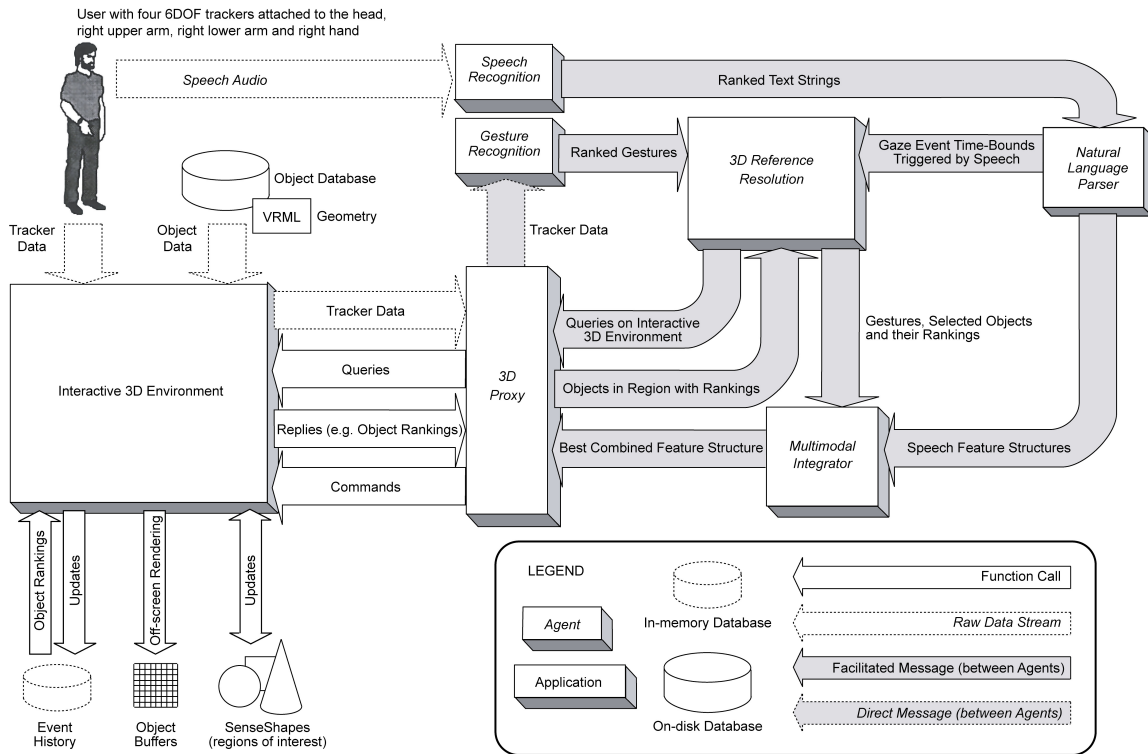 User with four 6DOF trackers attached to the head,
right upper arm, right lower arm and right hand
Speech Audio
Speech
Recognition
Ranked Text Strings
Gesture
Recognition
Ranked Gestures
3D Reference
Resolution
Gaze Event Time-Bounds
Triggered by Speech
Natural
Language
Parser
Object Database
VRML
Geometry
Tracker
Data
Object
Data
Tracker Data
Interactive 3D Environment
Tracker Data
Queries
Replies (e.g. Object Rankings)
Commands
3D
Proxy
Queries on Interactive
3D Environment
Objects in Region with Rankings
Best Combined Feature Structure
Gestures, Selected Objects
and their Rankings
Multimodal
Integrator
Speech Feature Structures
Object Rankings
Updates
Off-screen Rendering
Updates
Event
History
Object
Buffers
SenseShapes
(regions of interest)
LEGEND
Agent
Application
In-memory Database
On-disk Database
Function Call
Raw Data Stream
Facilitated Message (between Agents)
Direct Message (between Agents)